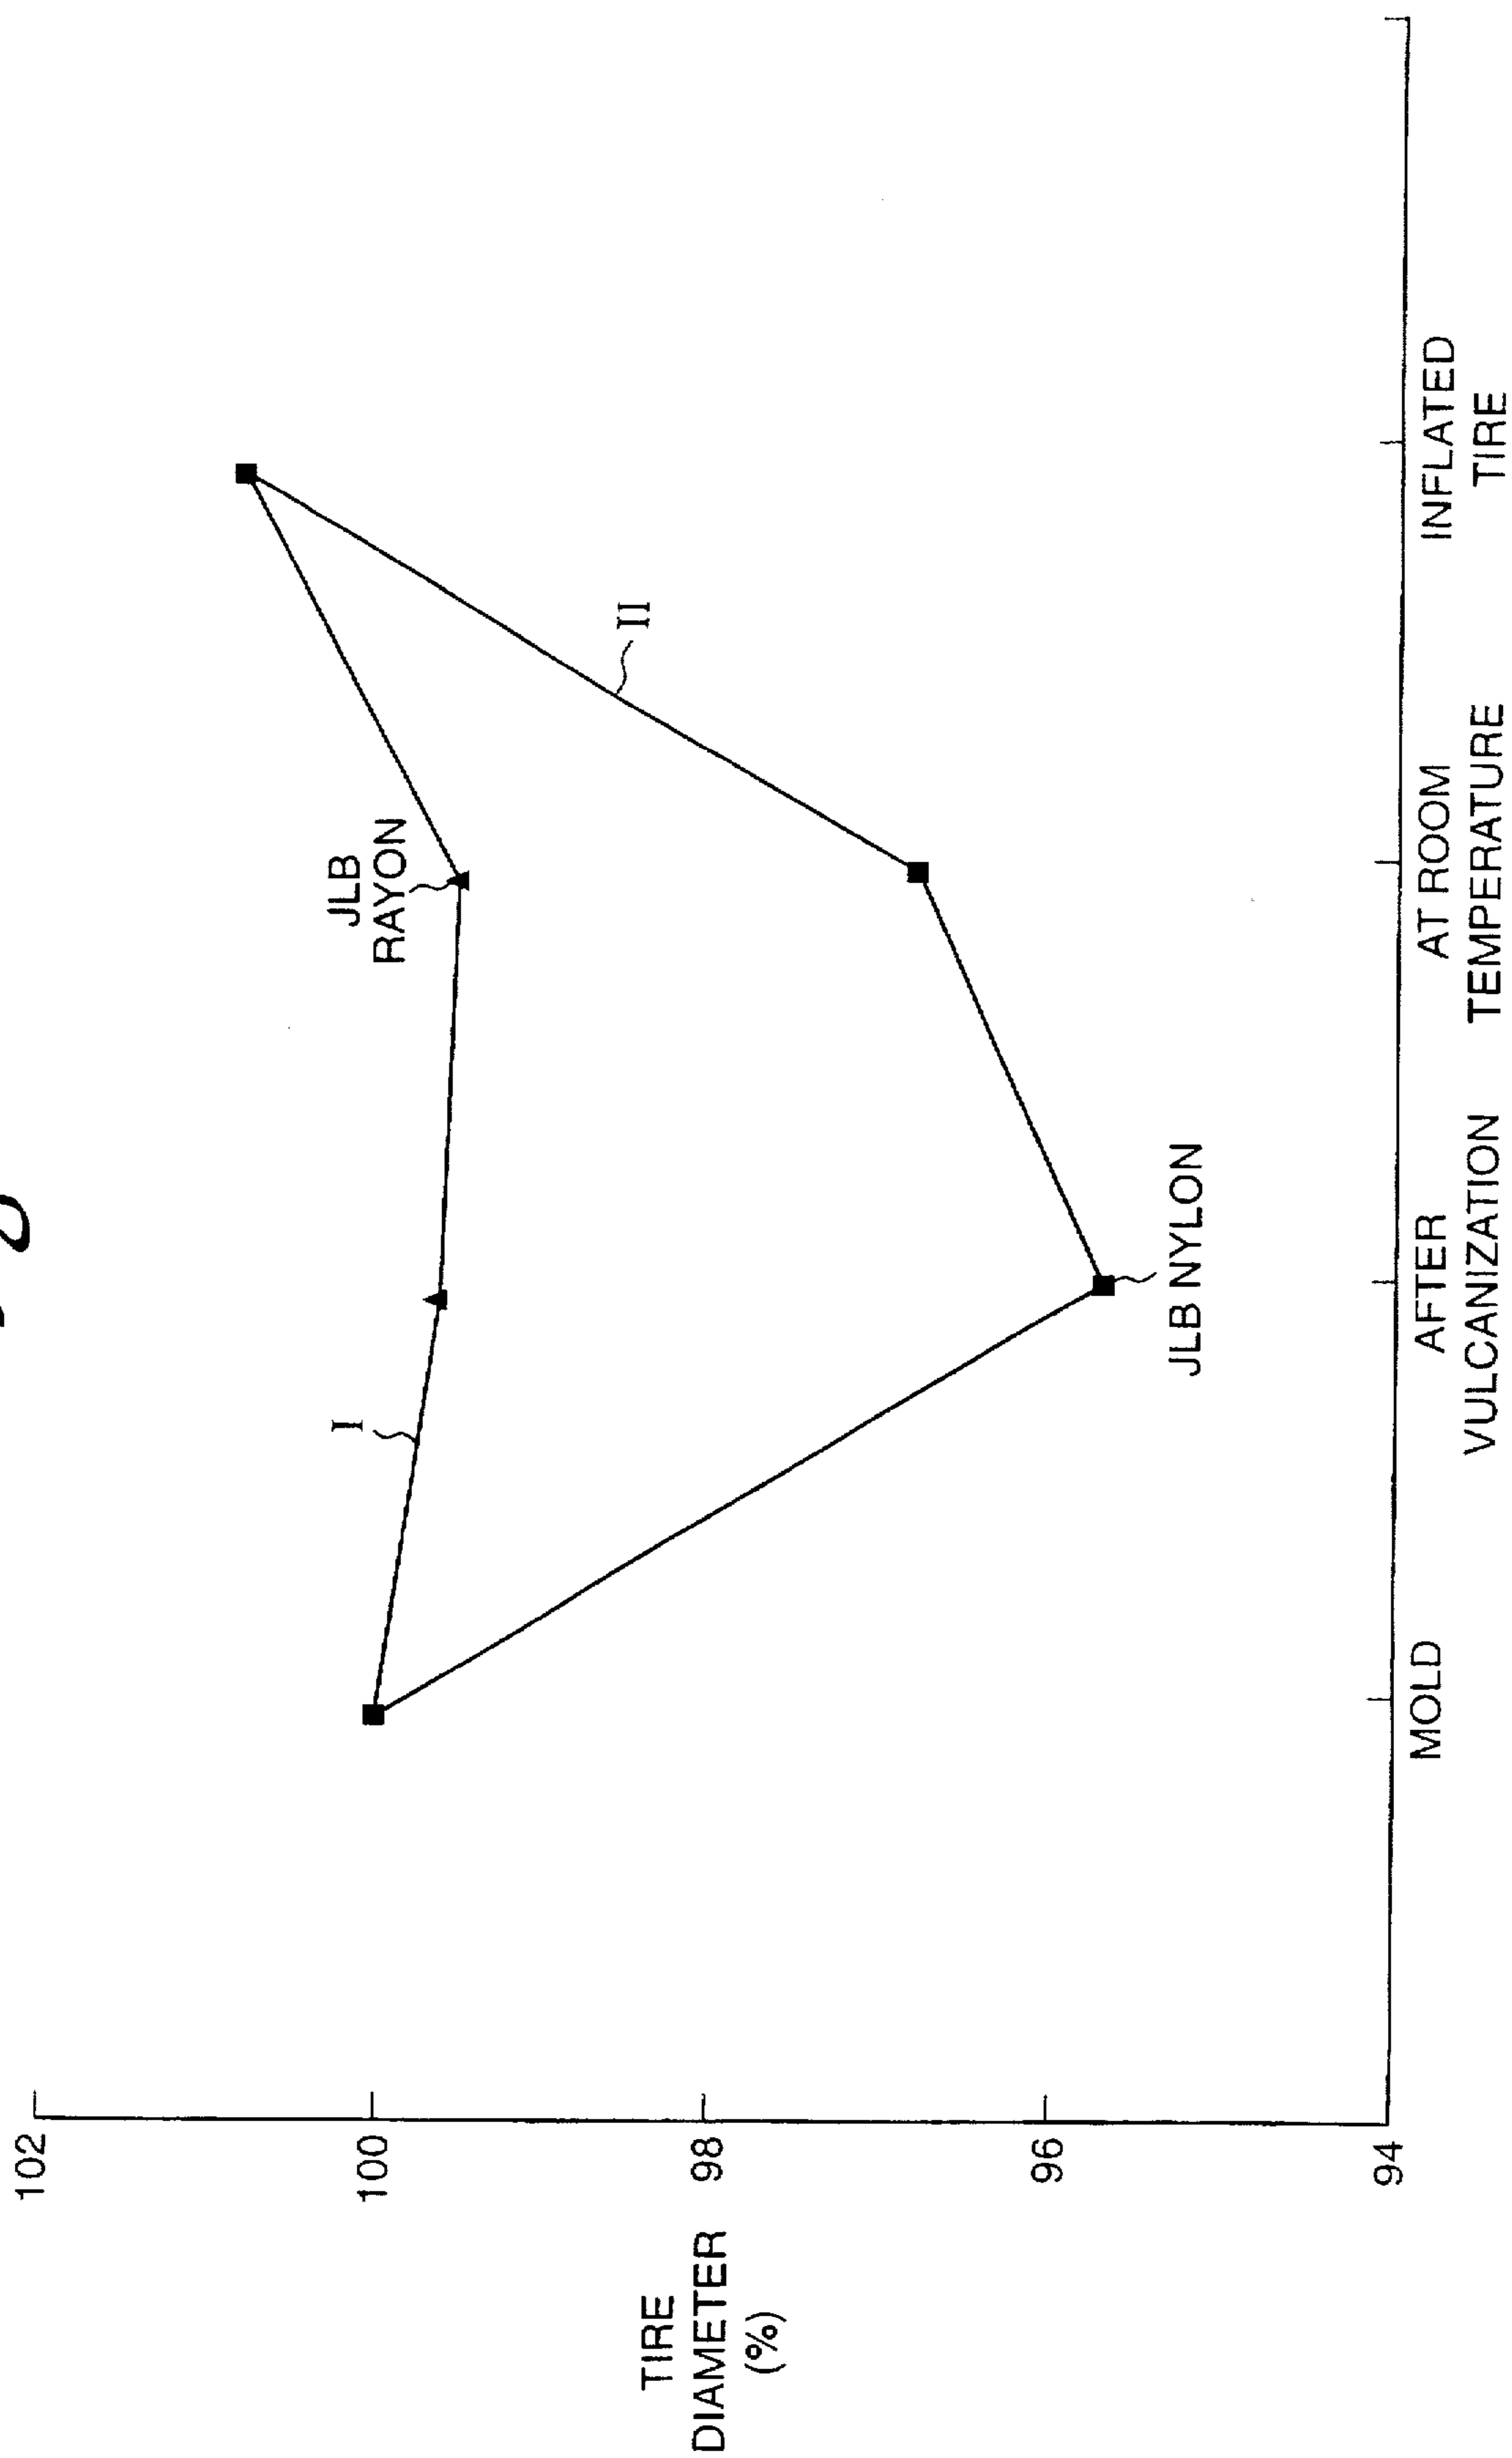 102
100
98
96
94
TIRE
DIAMETER
(%)
I
JLB
RAYON
II
JLB NYLON
MOLD
AFTER
VULCANIZATION
AT ROOM
TEMPERATURE
INFLATED
TIRE